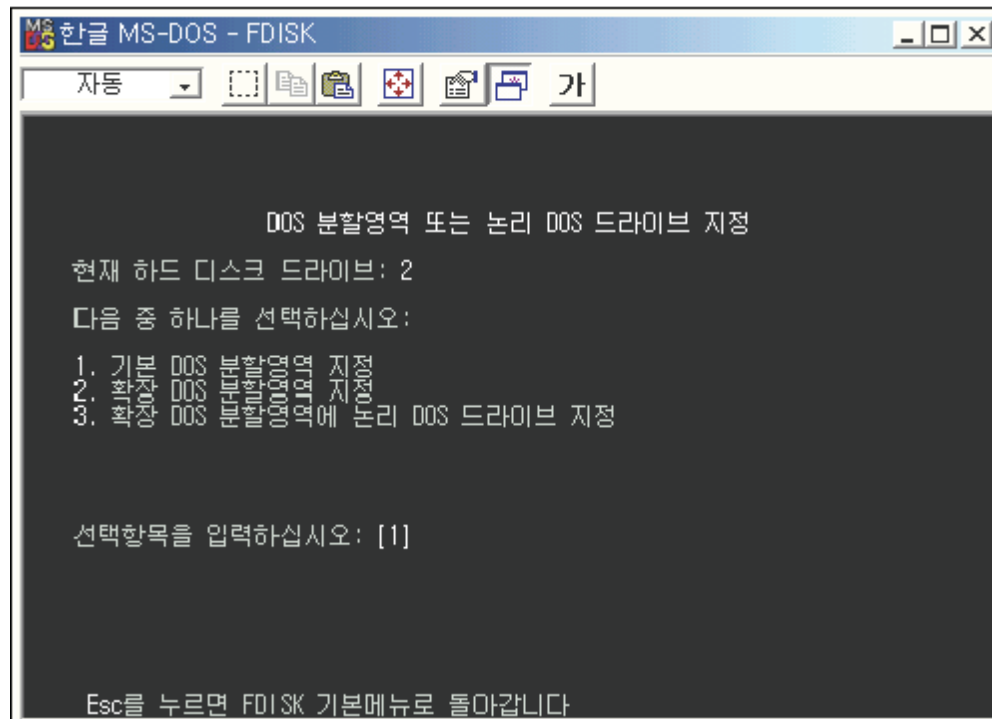 MS DOS 한글 MS-DOS - FDISK
자동 가
DOS 분할영역 또는 논리 DOS 드라이브 지정
현재 하드 디스크 드라이브: 2
다음 중 하나를 선택하십시오:
1. 기본 DOS 분할영역 지정
2. 확장 DOS 분할영역 지정
3. 확장 DOS 분할영역에 논리 DOS 드라이브 지정
선택항목을 입력하십시오: [1]
Esc를 누르면 FDISK 기본메뉴로 돌아갑니다